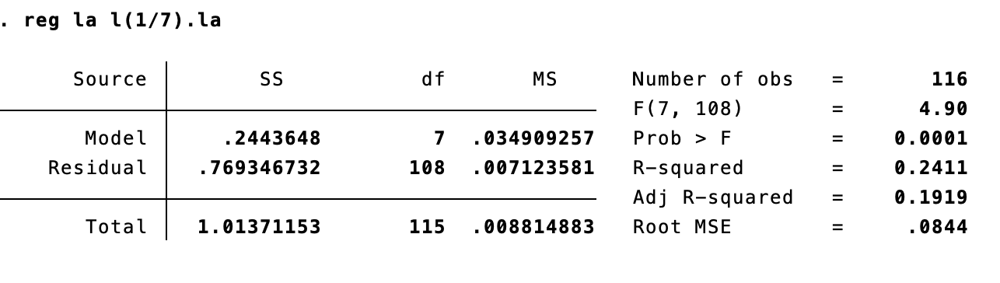 . reg la l(1/7).la
Source SS df MS Number of obs = 116
F(7, 108) = 4.90
Model .2443648 7 .034909257 Prob > F = 0.0001
Residual .769346732 108 .007123581 R-squared = 0.2411
Adj R-squared = 0.1919
Total 1.01371153 115 .008814883 Root MSE = .0844